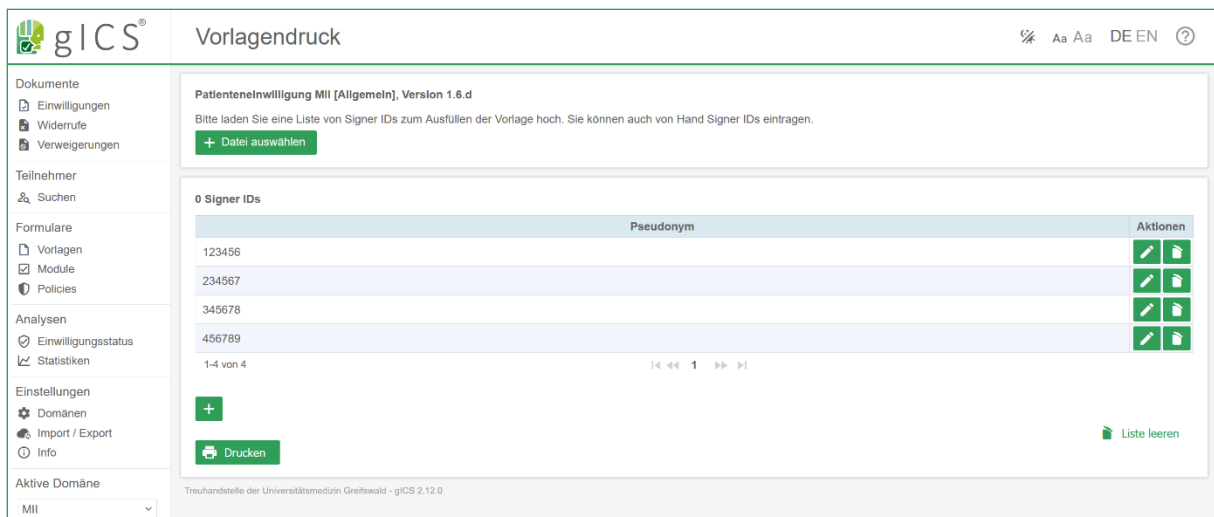 gICS®
Vorlagendruck
Aa Aa DE EN ?
Dokumente
Einwilligungen
Widerrufe
Verweigerungen
Teilnehmer
Suchen
Formulare
Vorlagen
Module
Policies
Analysen
Einwilligungsstatus
Statistiken
Einstellungen
Domänen
Import / Export
Info
Aktive Domäne
MII
Patienteneinwilligung MII [Allgemein], Version 1.6.d
Bitte laden Sie eine Liste von Signer IDs zum Ausfüllen der Vorlage hoch. Sie können auch von Hand Signer IDs eintragen.
+ Datei auswählen
0 Signer IDs
Pseudonym Aktionen
123456
234567
345678
456789
1-4 von 4 1
+
Liste leeren
Drucken
Treuhandstelle der Universitätsmedizin Greifswald - gICS 2.12.0